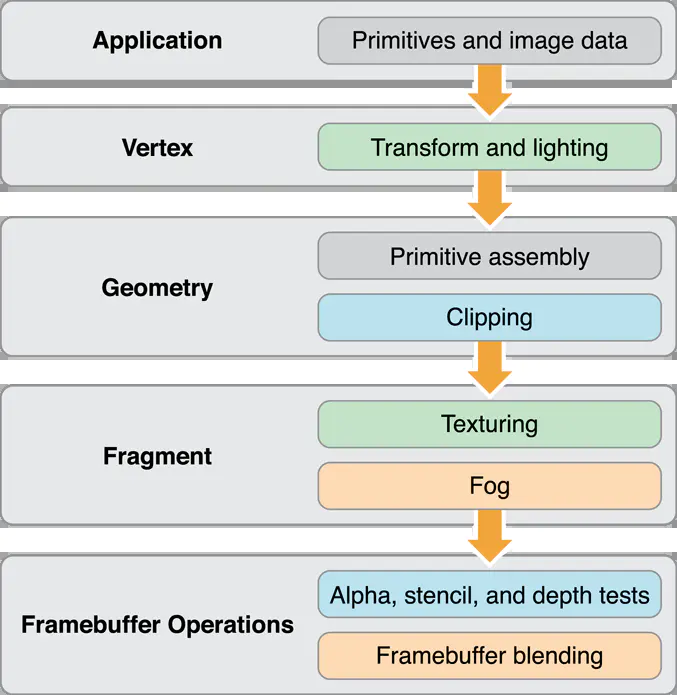 Application
Primitives and image data
Vertex
Transform and lighting
Geometry
Primitive assembly
Clipping
Fragment
Texturing
Fog
Framebuffer Operations
Alpha, stencil, and depth tests
Framebuffer blending